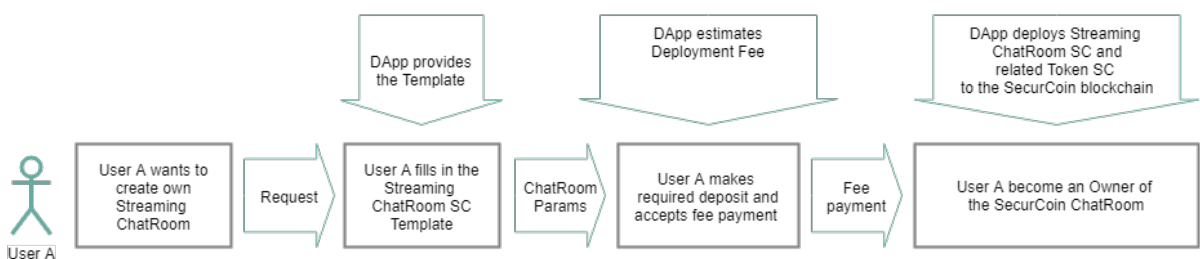 DApp provides
the Template
DApp estimates
Deployment Fee
DApp deploys Streaming
ChatRoom SC and
related Token SC
to the SecurCoin blockchain
User A wants to
create own
Streaming
ChatRoom
Request
User A fills in the
Streaming
ChatRoom SC
Template
ChatRoom
Params
User A makes
required deposit and
accepts fee payment
Fee
payment
User A become an Owner of
the SecurCoin ChatRoom
User A